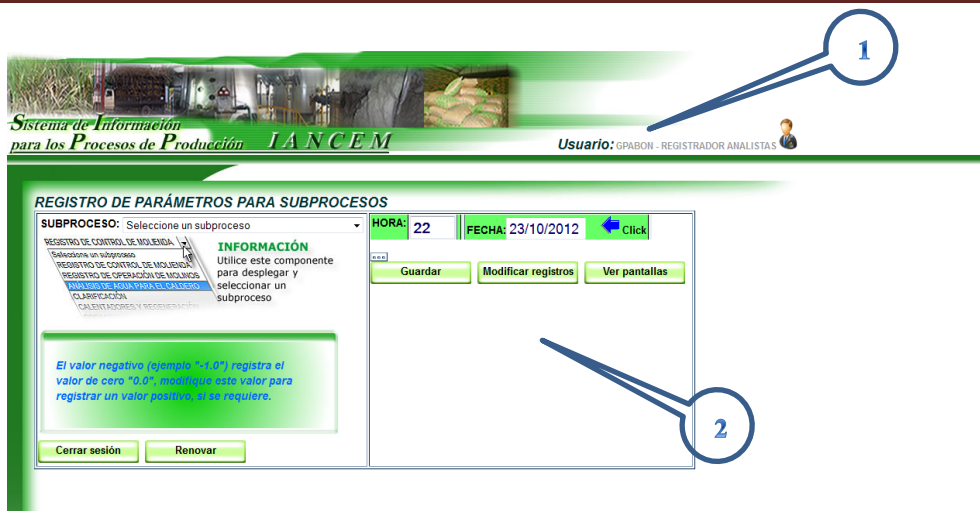 1
Sistema de Información
para los Procesos de Producción IANCEM
Usuario: GPABON - REGISTRADOR ANALISTAS
REGISTRO DE PARÁMETROS PARA SUBPROCESOS
SUBPROCESO: Seleccione un subproceso
HORA: 22 FECHA: 23/10/2012 Click
REGISTRO DE CONTROL DE MOLIENDA
Seleccione un subproceso
REGISTRO DE CONTROL DE MOLIENDA
REGISTRO DE OPERACIÓN DE MOLINOS
ANÁLISIS DE AGUA PARA EL CALDERO
CLARIFICACIÓN
CALENTADORES Y REGENERACIÓN
INFORMACIÓN
Utilice este componente
para desplegar y
seleccionar un
subproceso
Guardar Modificar registros Ver pantallas
El valor negativo (ejemplo "-1.0") registra el
valor de cero "0.0", modifique este valor para
registrar un valor positivo, si se requiere.
2
Cerrar sesión Renovar